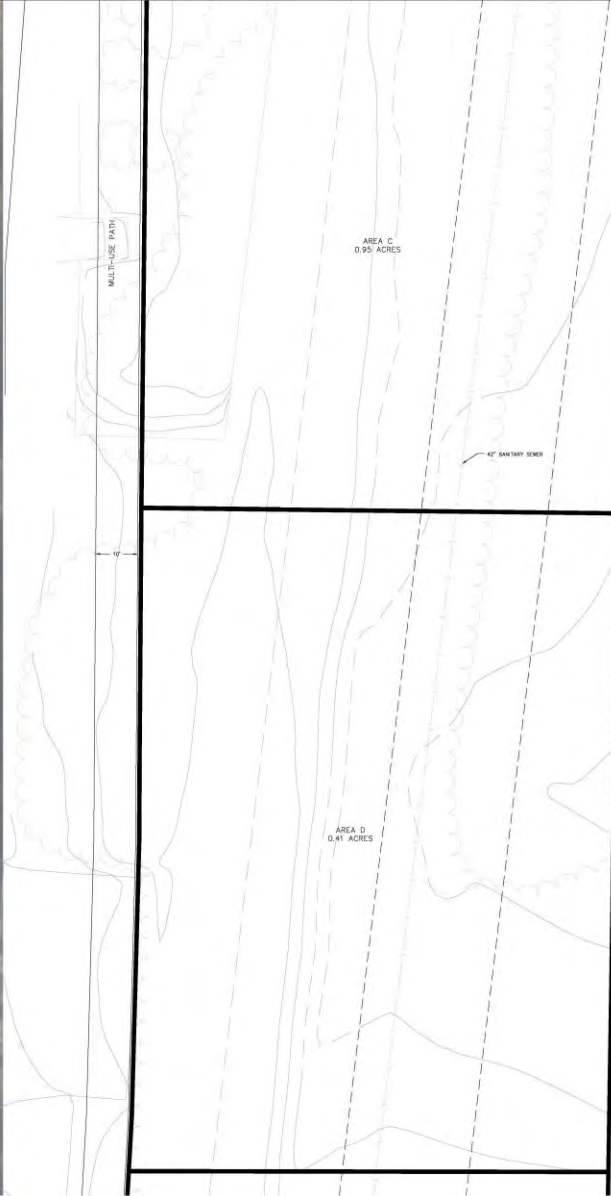 MULTI-USE PATH
AREA C
0.95 ACRES
42" SANITARY SEWER
10'
AREA D
0.41 ACRES